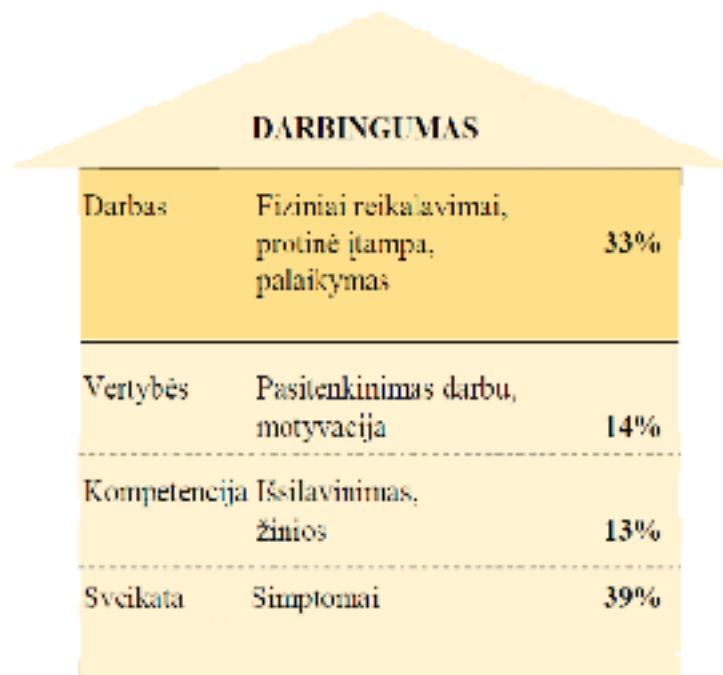 DARBINGUMAS
Darbas Fiziniai reikalavimai,
protinė įtampa, 33%
palaikymas
Vertybės Pasitenkinimas darbu,
motyvacija 14%
Kompetencija Išsilavinimas,
žinios 13%
Sveikata Simptomai 39%